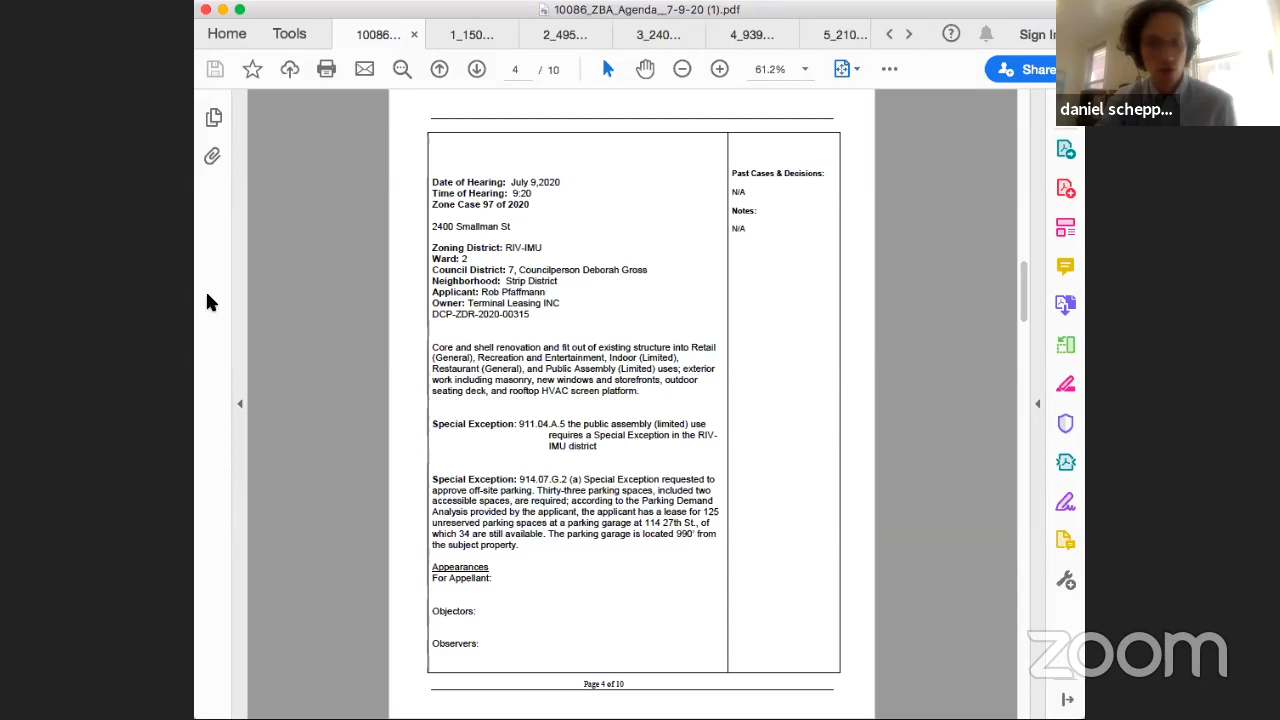 10086_ZBA_Agenda__7-9-20 (1).pdf
Home Tools 10086... × 1_150... 2_495... 3_240... 4_939... 5_210... Sign In
4 / 10 61.2% Share
daniel schepp...
Date of Hearing: July 9,2020
Time of Hearing: 9:20
Zone Case 97 of 2020
2400 Smallman St
Zoning District: RIV-IMU
Ward: 2
Council District: 7, Councilperson Deborah Gross
Neighborhood: Strip District
Applicant: Rob Pfaffmann
Owner: Terminal Leasing INC
DCP-ZDR-2020-00315
Core and shell renovation and fit out of existing structure into Retail
(General), Recreation and Entertainment, Indoor (Limited),
Restaurant (General), and Public Assembly (Limited) uses; exterior
work including masonry, new windows and storefronts, outdoor
seating deck, and rooftop HVAC screen platform.
Special Exception: 911.04.A.5 the public assembly (limited) use
requires a Special Exception in the RIV-
IMU district
Special Exception: 914.07.G.2 (a) Special Exception requested to
approve off-site parking. Thirty-three parking spaces, included two
accessible spaces, are required; according to the Parking Demand
Analysis provided by the applicant, the applicant has a lease for 125
unreserved parking spaces at a parking garage at 114 27th St., of
which 34 are still available. The parking garage is located 990' from
the subject property.
Appearances
For Appellant:
Objectors:
Observers:
Past Cases & Decisions:
N/A
Notes:
N/A
Page 4 of 10
zoom